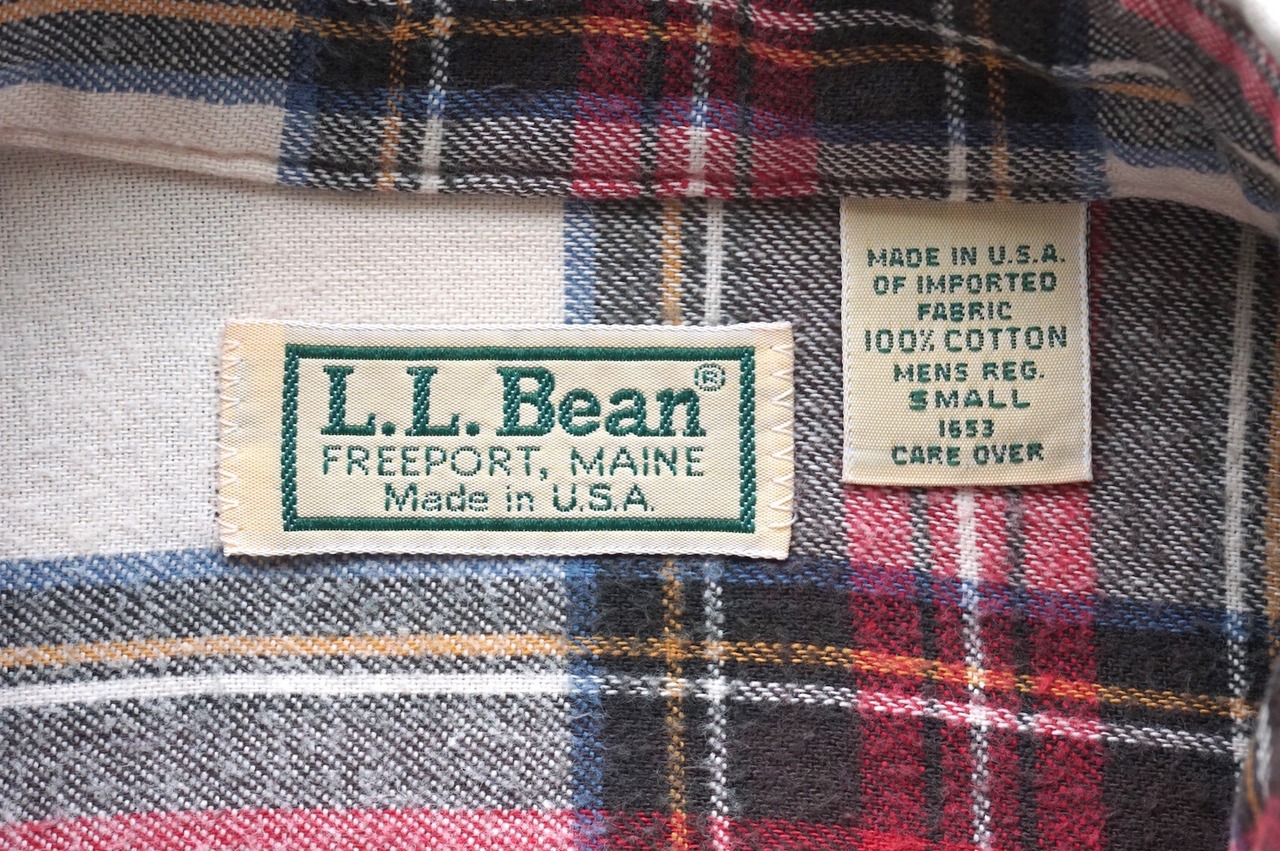 L.L.Bean®
FREEPORT, MAINE
Made in U.S.A.
MADE IN U.S.A.
OF IMPORTED
FABRIC
100% COTTON
MENS REG.
SMALL
1653
CARE OVER